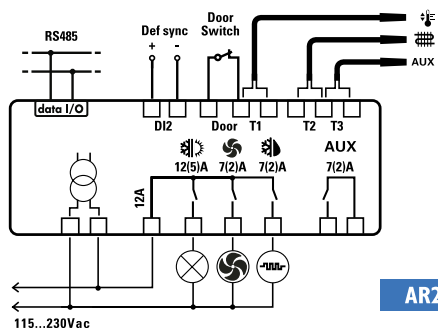 RS485
Def sync
+ -
Door
Switch
AUX
data I/O
DI2
Door
T1
T2
T3
12A
12(5)A
7(2)A
7(2)A
AUX
7(2)A
115...230Vac
AR2